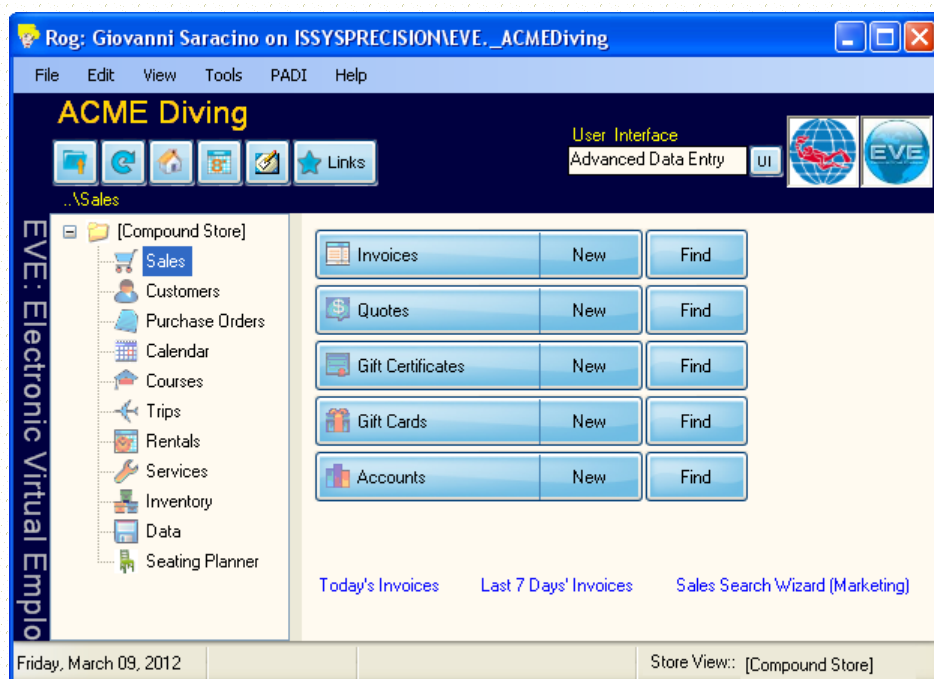 Rog: Giovanni Saracino on ISSYSPRECISION\EVE._ACMEDiving
File Edit View Tools PADI Help
ACME Diving
User Interface
Advanced Data Entry UI
EVE
8
Links
..\Sales
EVE: Electronic Virtual Emplo
[Compound Store]
Sales
Customers
Purchase Orders
Calendar
Courses
Trips
Rentals
Services
Inventory
Data
Seating Planner
Invoices New Find
Quotes New Find
Gift Certificates New Find
Gift Cards New Find
Accounts New Find
Today's Invoices Last 7 Days' Invoices Sales Search Wizard (Marketing)
Friday, March 09, 2012 Store View:: [Compound Store]